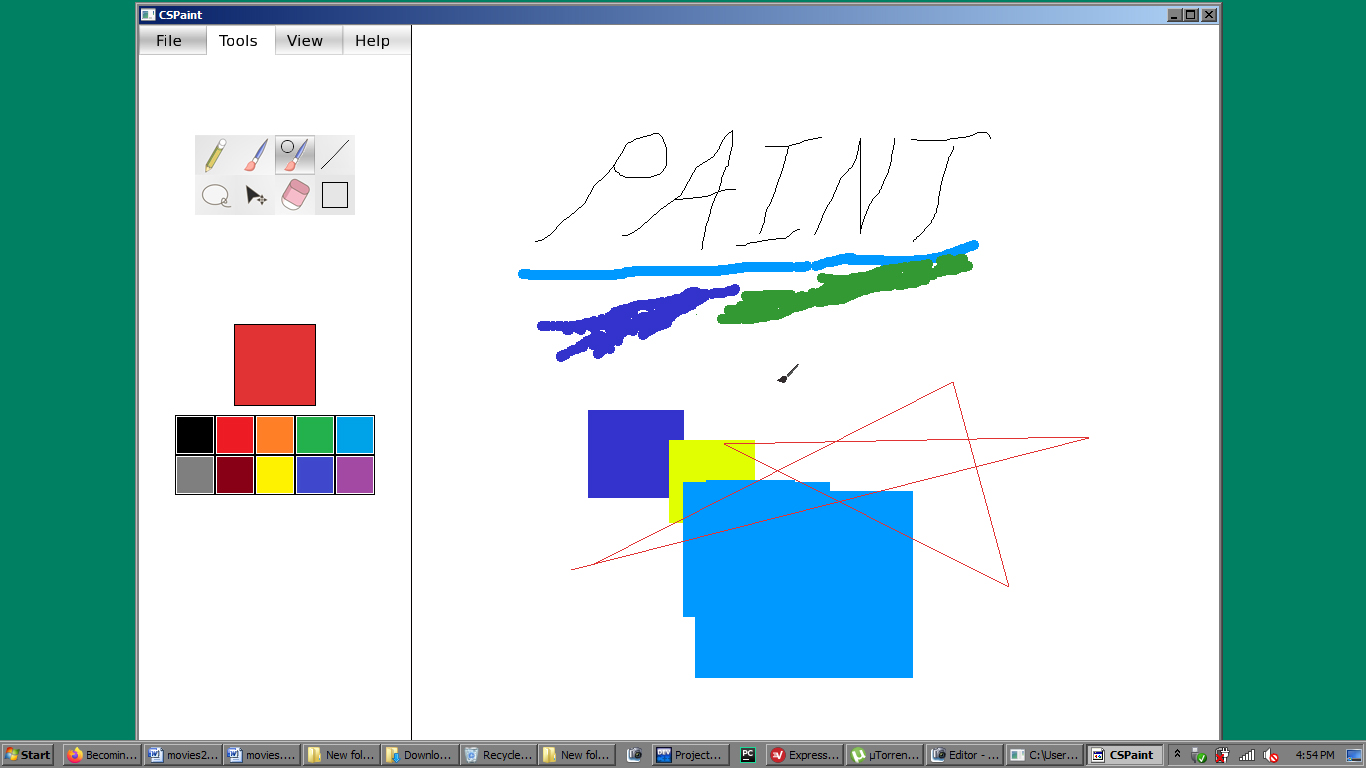 CSPaint
File Tools View Help
PAINT
Start Becomin... movies2... movies.... New fol... Downlo... Recycle... New fol... Project... PC Express... µTorren... Editor - ... C:\User... CSPaint 4:54 PM